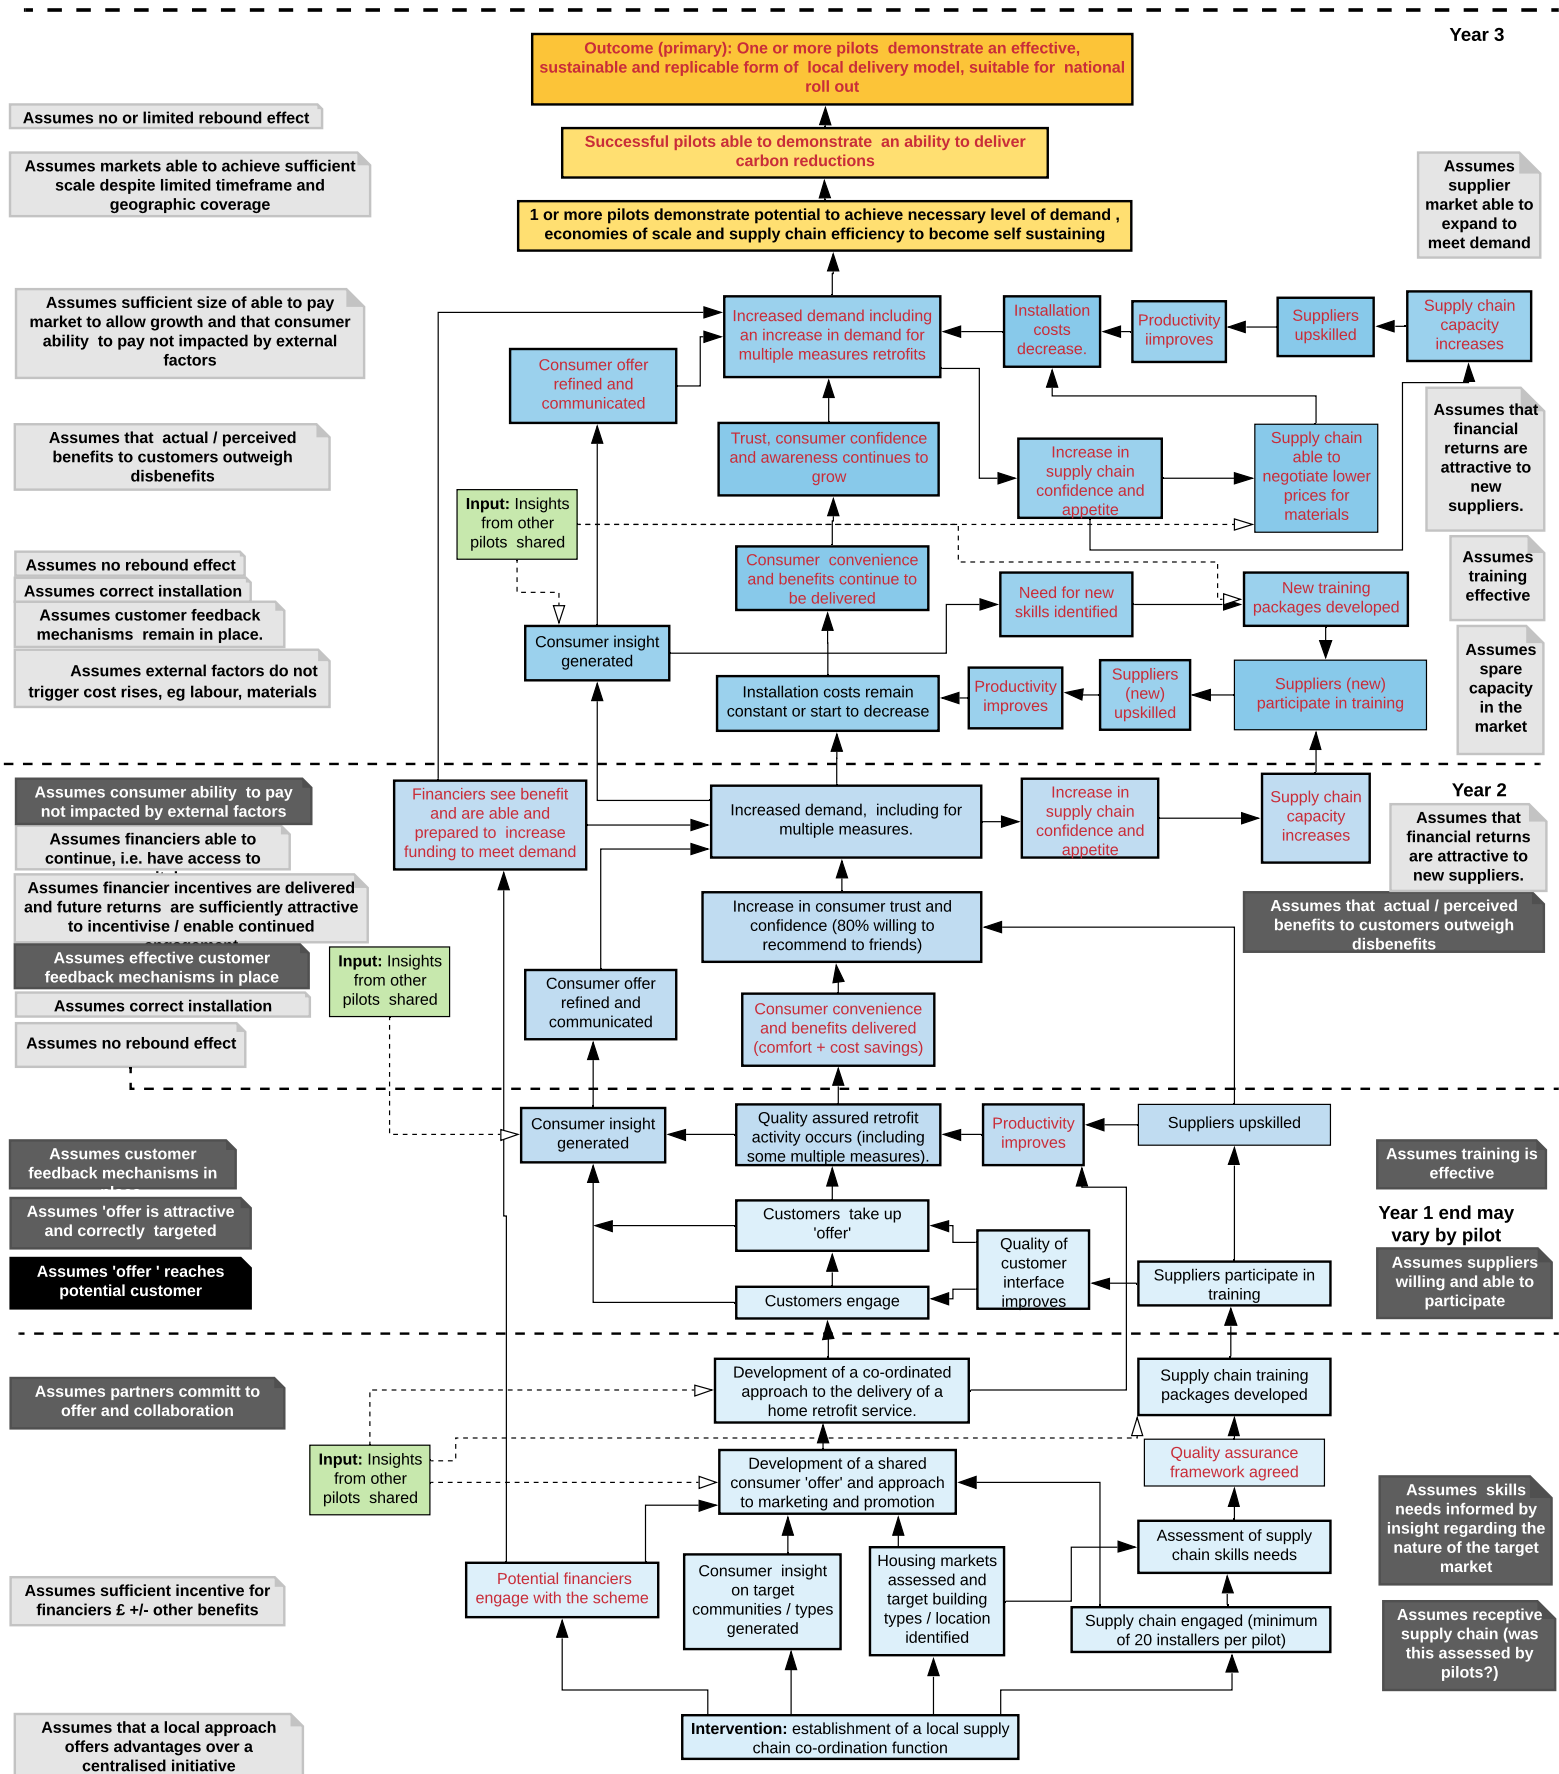 Year 3
Outcome (primary): One or more pilots demonstrate an effective,
sustainable and replicable form of local delivery model, suitable for national
roll out
Assumes no or limited rebound effect
Successful pilots able to demonstrate an ability to deliver
carbon reductions
Assumes markets able to achieve sufficient
scale despite limited timeframe and
geographic coverage
Assumes
supplier
market able to
expand to
meet demand
1 or more pilots demonstrate potential to achieve necessary level of demand ,
economies of scale and supply chain efficiency to become self sustaining
Assumes sufficient size of able to pay
market to allow growth and that consumer
ability to pay not impacted by external
factors
Increased demand including
an increase in demand for
multiple measures retrofits
Installation
costs
decrease.
Productivity
iimproves
Suppliers
upskilled
Supply chain
capacity
increases
Consumer offer
refined and
communicated
Assumes that
financial
returns are
attractive to
new
suppliers.
Assumes that actual / perceived
benefits to customers outweigh
disbenefits
Trust, consumer confidence
and awareness continues to
grow
Increase in
supply chain
confidence and
appetite
Supply chain
able to
negotiate lower
prices for
materials
Input: Insights
from other
pilots shared
Assumes no rebound effect
Assumes correct installation
Assumes customer feedback
mechanisms remain in place.
Assumes external factors do not
trigger cost rises, eg labour, materials
Consumer convenience
and benefits continue to
be delivered
Need for new
skills identified
New training
packages developed
Assumes
training
effective
Consumer insight
generated
Assumes
spare
capacity
in the
market
Installation costs remain
constant or start to decrease
Productivity
improves
Suppliers
(new)
upskilled
Suppliers (new)
participate in training
Year 2
Assumes consumer ability to pay
not impacted by external factors
Assumes financiers able to
continue, i.e. have access to
Assumes financier incentives are delivered
and future returns are sufficiently attractive
to incentivise / enable continued
Assumes effective customer
feedback mechanisms in place
Assumes correct installation
Assumes no rebound effect
Financiers see benefit
and are able and
prepared to increase
funding to meet demand
Increased demand, including for
multiple measures.
Increase in
supply chain
confidence and
appetite
Supply chain
capacity
increases
Assumes that
financial returns
are attractive to
new suppliers.
Assumes that actual / perceived
benefits to customers outweigh
disbenefits
Increase in consumer trust and
confidence (80% willing to
recommend to friends)
Input: Insights
from other
pilots shared
Consumer offer
refined and
communicated
Consumer convenience
and benefits delivered
(comfort + cost savings)
Consumer insight
generated
Quality assured retrofit
activity occurs (including
some multiple measures).
Productivity
improves
Suppliers upskilled
Assumes customer
feedback mechanisms in
Assumes training is
effective
Assumes 'offer is attractive
and correctly targeted
Customers take up
'offer'
Year 1 end may
vary by pilot
Assumes 'offer ' reaches
potential customer
Customers engage
Quality of
customer
interface
improves
Suppliers participate in
training
Assumes suppliers
willing and able to
participate
Assumes partners committ to
offer and collaboration
Development of a co-ordinated
approach to the delivery of a
home retrofit service.
Supply chain training
packages developed
Input: Insights
from other
pilots shared
Development of a shared
consumer 'offer' and approach
to marketing and promotion
Quality assurance
framework agreed
Assumes skills
needs informed by
insight regarding the
nature of the target
market
Assessment of supply
chain skills needs
Assumes sufficient incentive for
financiers £ +/- other benefits
Potential financiers
engage with the scheme
Consumer insight
on target
communities / types
generated
Housing markets
assessed and
target building
types / location
identified
Supply chain engaged (minimum
of 20 installers per pilot)
Assumes receptive
supply chain (was
this assessed by
pilots?)
Assumes that a local approach
offers advantages over a
centralised initiative
Intervention: establishment of a local supply
chain co-ordination function